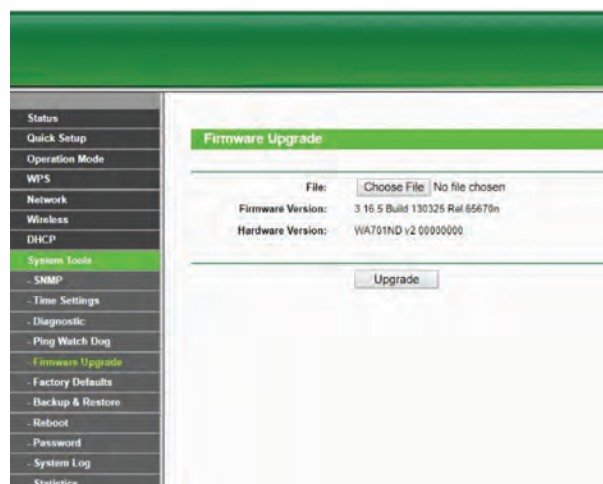 Status
Quick Setup
Operation Mode
WPS
Network
Wireless
DHCP
System Tools
- SNMP
- Time Settings
- Diagnostic
- Ping Watch Dog
- Firmware Upgrade
- Factory Defaults
- Backup & Restore
- Reboot
- Password
- System Log
- Statistics
Firmware Upgrade
File: Choose File No file chosen
Firmware Version: 3.16.5 Build 130325 Rel.65670n
Hardware Version: WA701ND v2 00000000
Upgrade